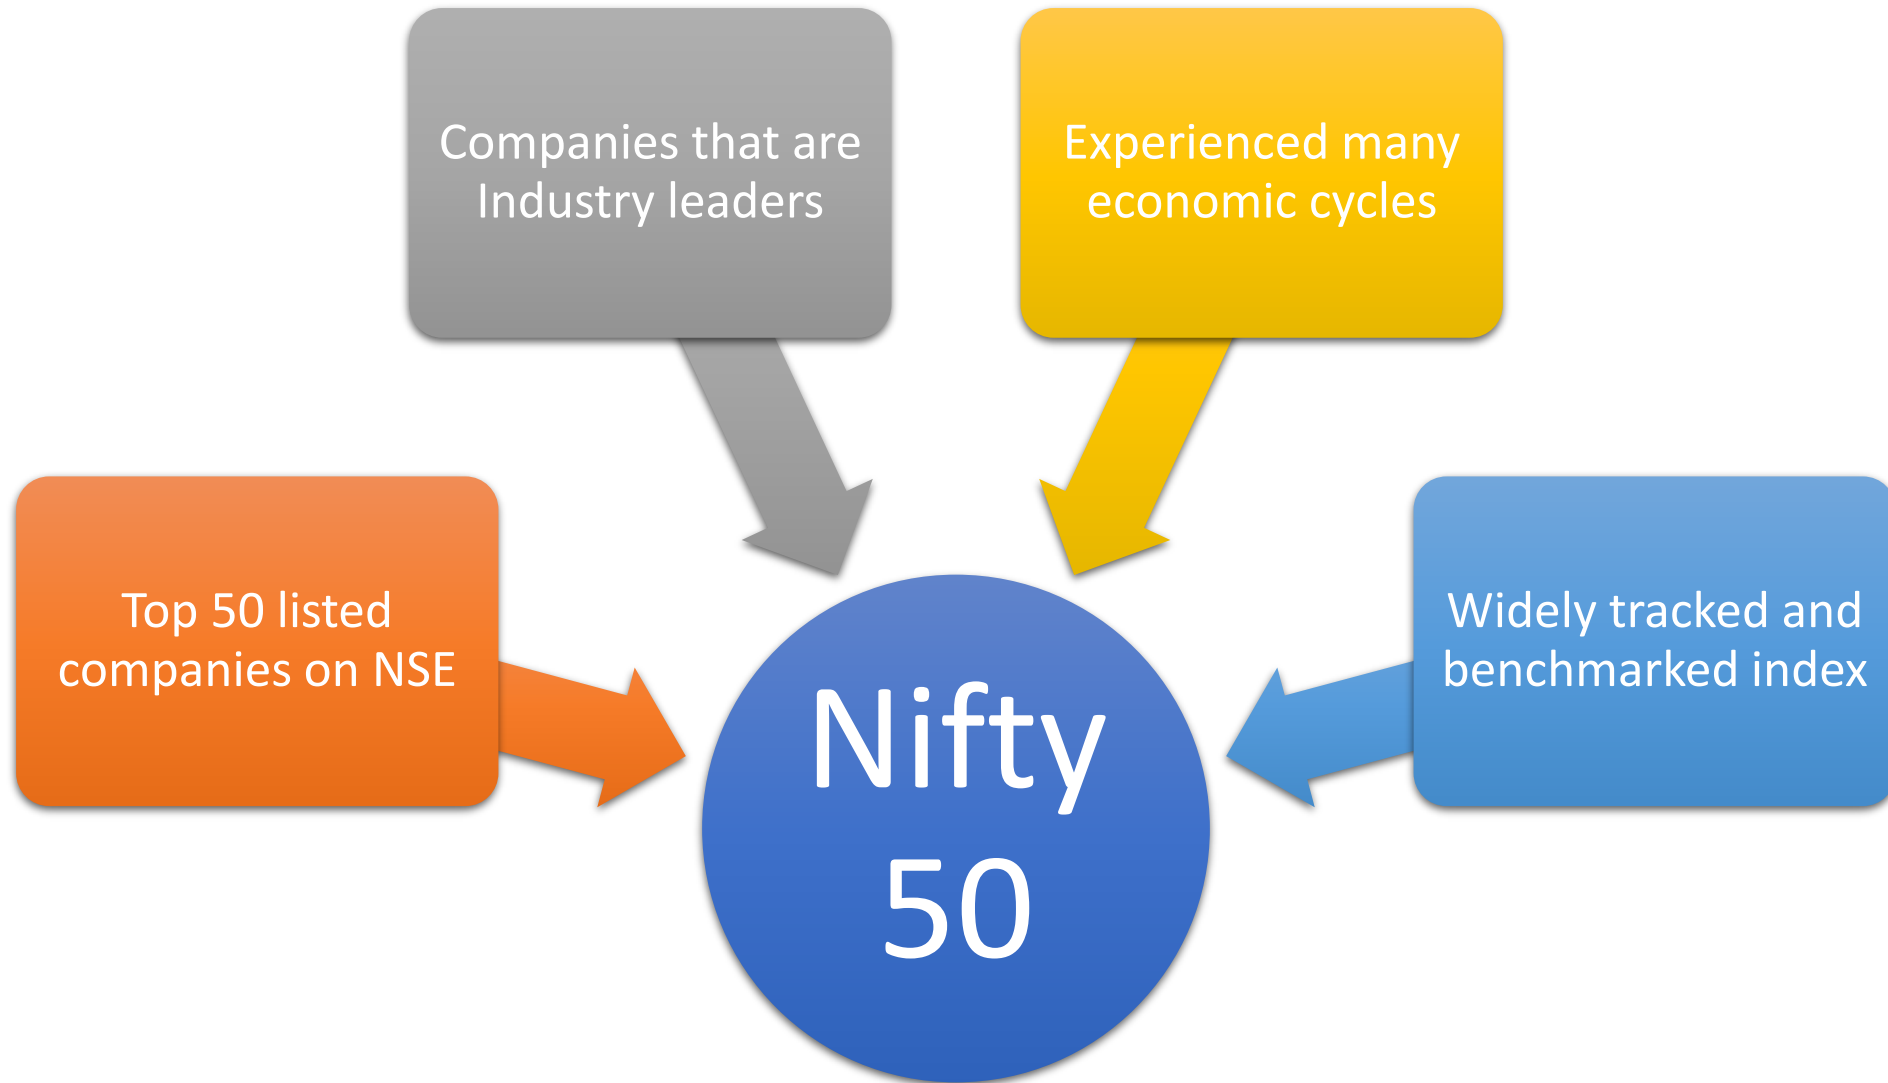 Companies that are
Industry leaders
Experienced many
economic cycles
Top 50 listed
companies on NSE
Widely tracked and
benchmarked index
Nifty
50